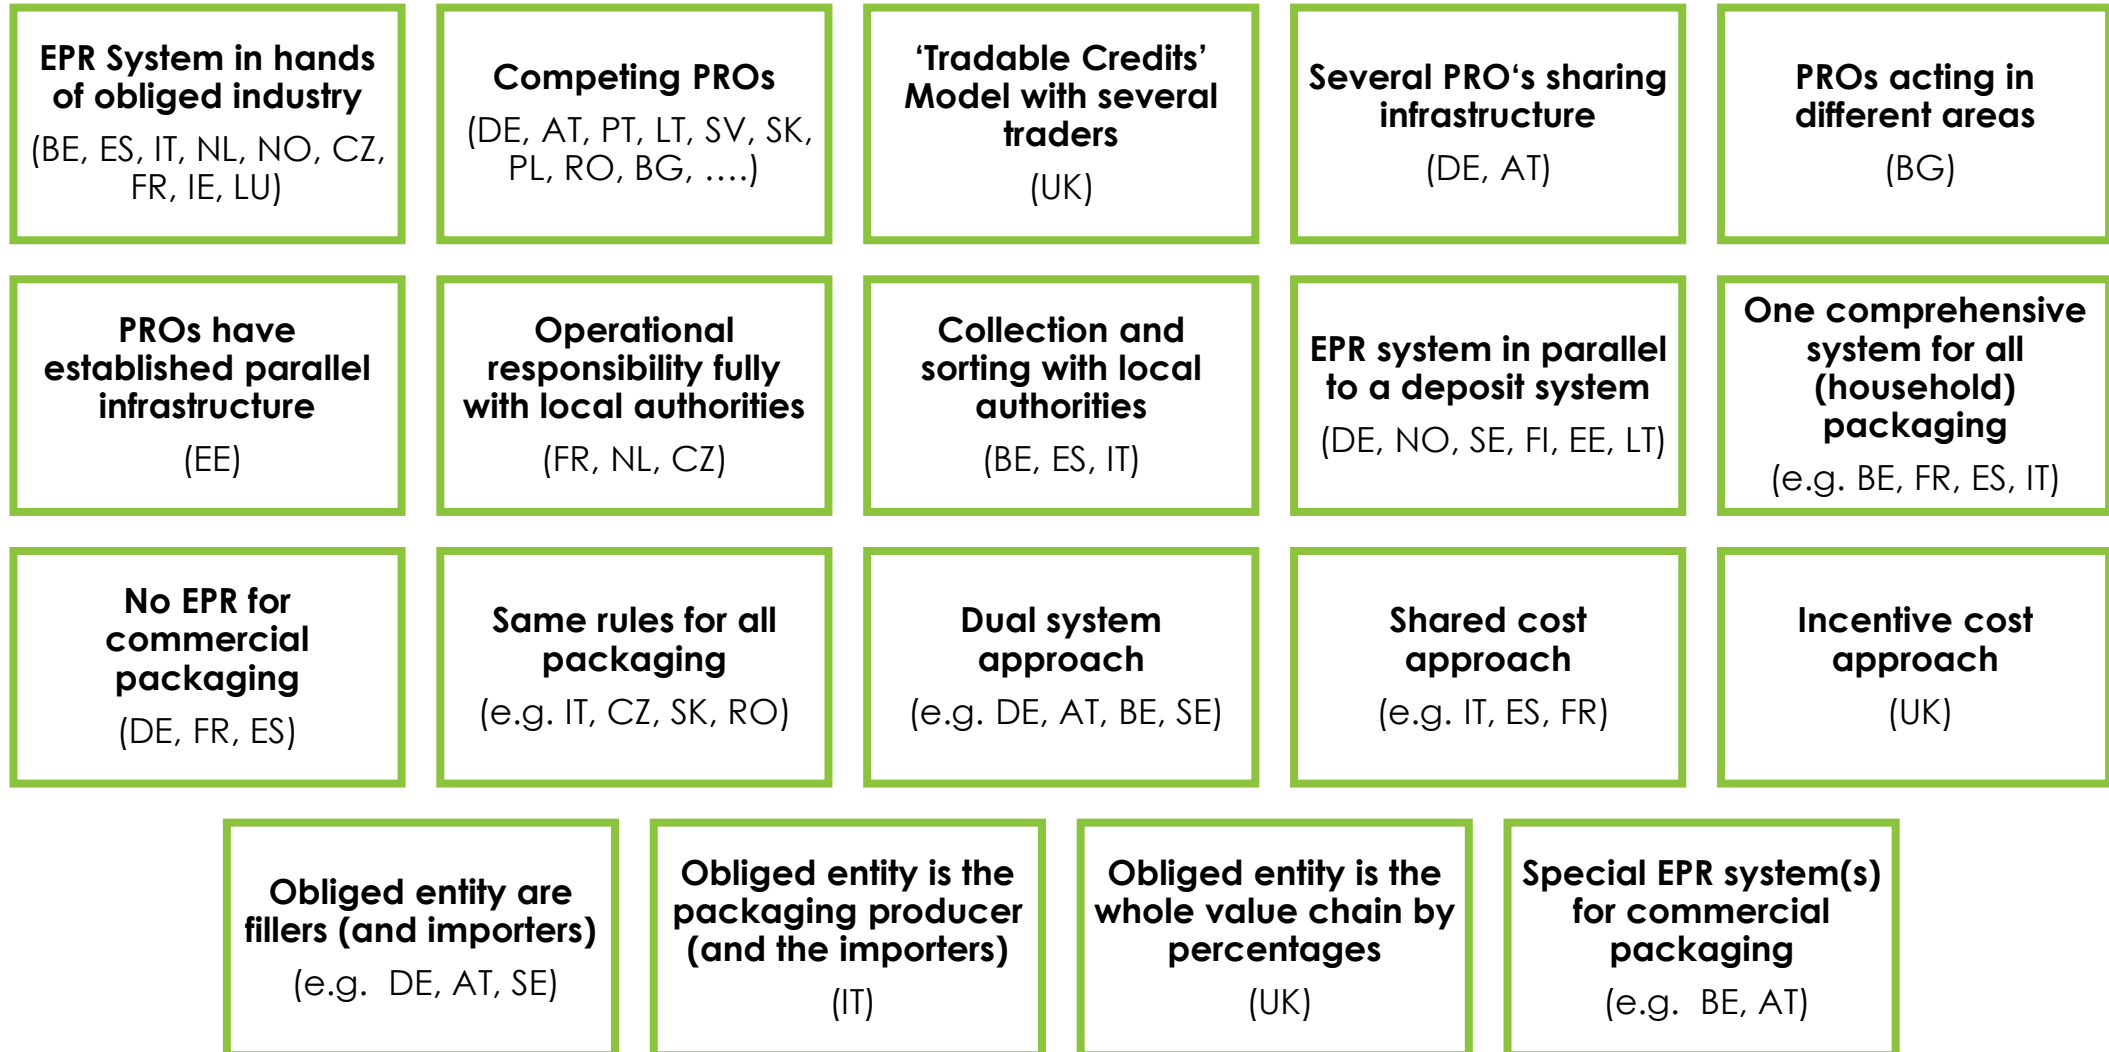 EPR System in hands
of obliged industry
(BE, ES, IT, NL, NO, CZ,
FR, IE, LU)
Competing PROs
(DE, AT, PT, LT, SV, SK,
PL, RO, BG, ....)
‘Tradable Credits’
Model with several
traders
(UK)
Several PRO‘s sharing
infrastructure
(DE, AT)
PROs acting in
different areas
(BG)
PROs have
established parallel
infrastructure
(EE)
Operational
responsibility fully
with local authorities
(FR, NL, CZ)
Collection and
sorting with local
authorities
(BE, ES, IT)
EPR system in parallel
to a deposit system
(DE, NO, SE, FI, EE, LT)
One comprehensive
system for all
(household)
packaging
(e.g. BE, FR, ES, IT)
No EPR for
commercial
packaging
(DE, FR, ES)
Same rules for all
packaging
(e.g. IT, CZ, SK, RO)
Dual system
approach
(e.g. DE, AT, BE, SE)
Shared cost
approach
(e.g. IT, ES, FR)
Incentive cost
approach
(UK)
Obliged entity are
fillers (and importers)
(e.g. DE, AT, SE)
Obliged entity is the
packaging producer
(and the importers)
(IT)
Obliged entity is the
whole value chain by
percentages
(UK)
Special EPR system(s)
for commercial
packaging
(e.g. BE, AT)